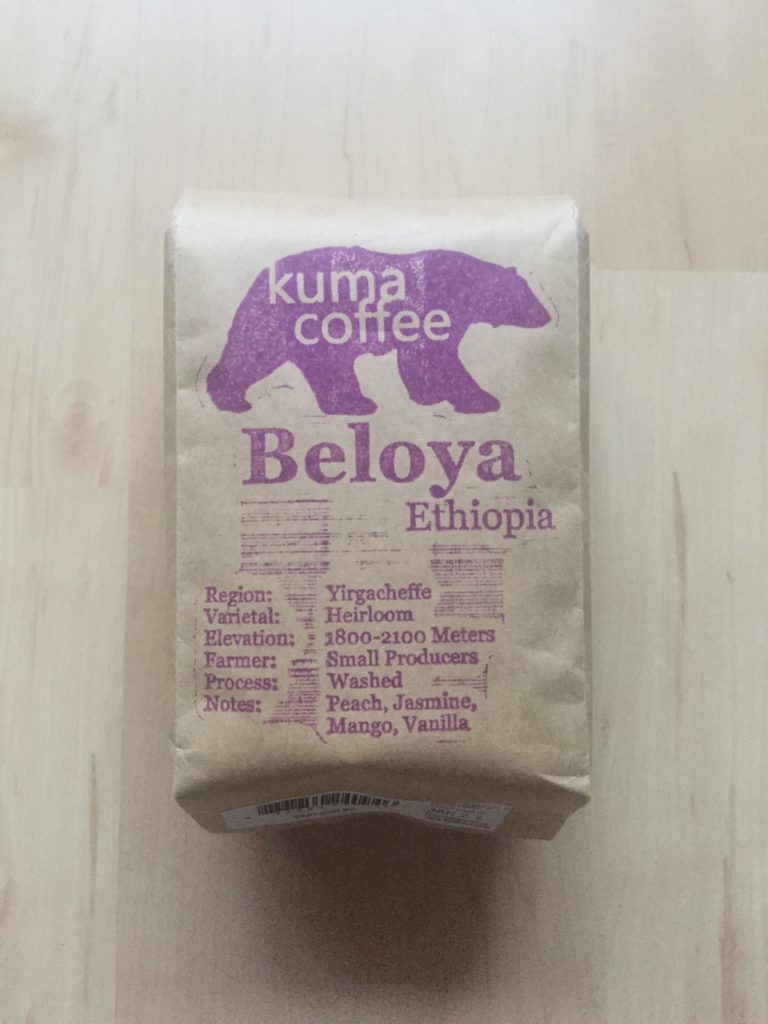 kuma
coffee
Beloya
Ethiopia
Region: Yirgacheffe
Varietal: Heirloom
Elevation: 1800-2100 Meters
Farmer: Small Producers
Process: Washed
Notes: Peach, Jasmine,
Mango, Vanilla